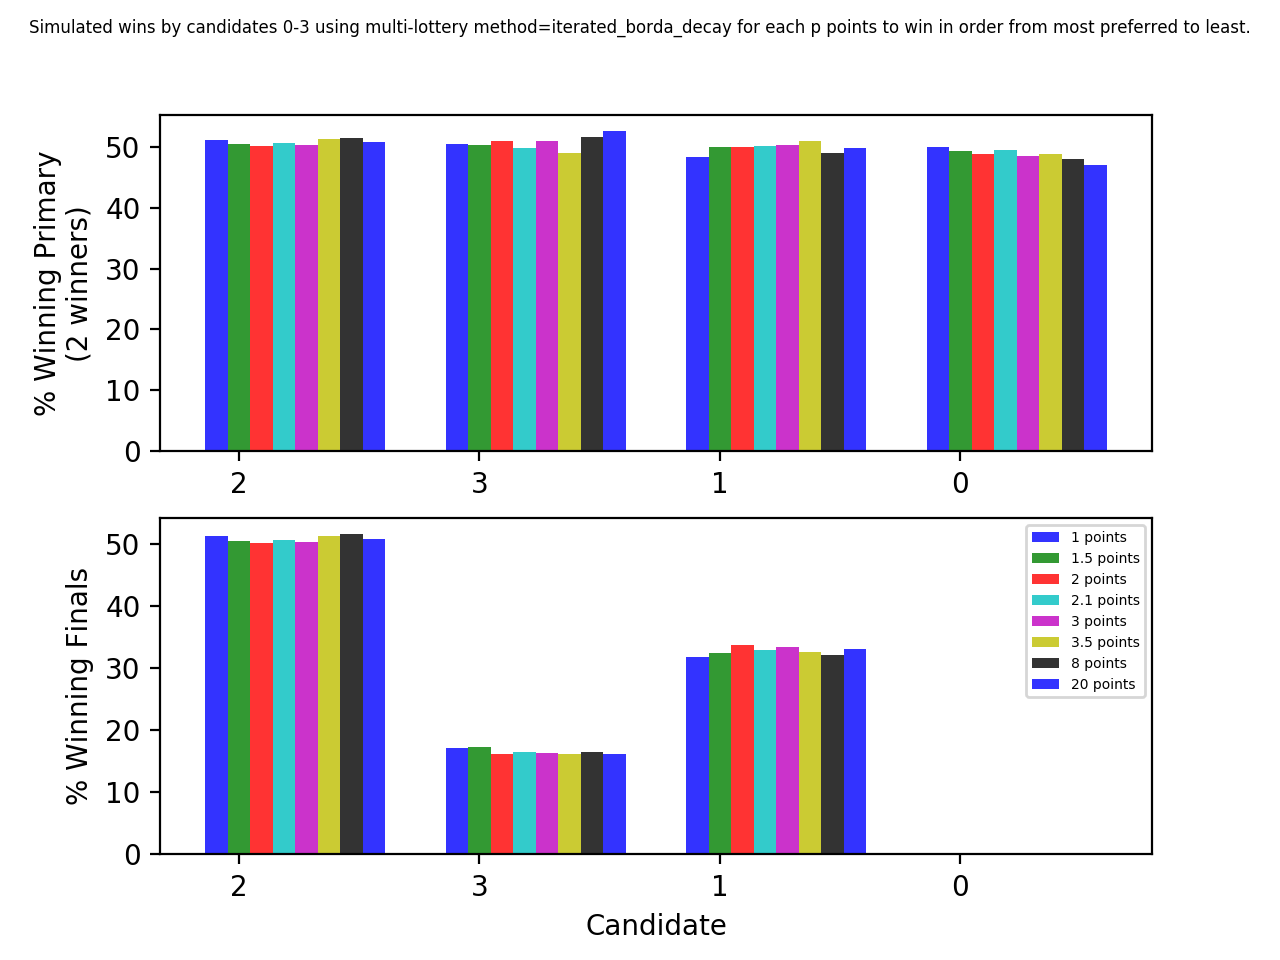 Simulated wins by candidates 0-3 using multi-lottery method=iterated_borda_decay for each p points to win in order from most preferred to least.
% Winning Primary
(2 winners)
50
40
30
20
10
0
2 3 1 0
% Winning Finals
50
40
30
20
10
0
1 points
1.5 points
2 points
2.1 points
3 points
3.5 points
8 points
20 points
2 3 1 0
Candidate